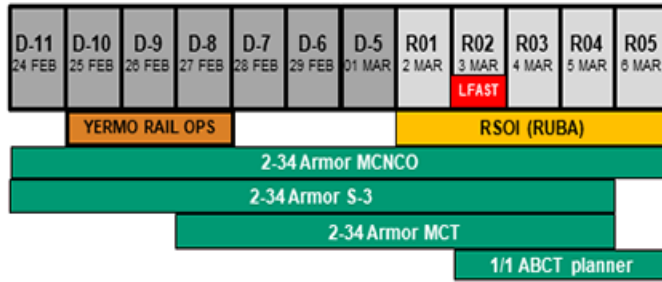 D-11 D-10 D-9 D-8 D-7 D-6 D-5 R01 R02 R03 R04 R05
24 FEB 25 FEB 26 FEB 27 FEB 28 FEB 29 FEB 01 MAR 2 MAR 3 MAR 4 MAR 5 MAR 6 MAR
LFAST
YERMO RAIL OPS RSOI (RUBA)
2-34 Armor MCNCO
2-34 Armor S-3
2-34 Armor MCT
1/1 ABCT planner